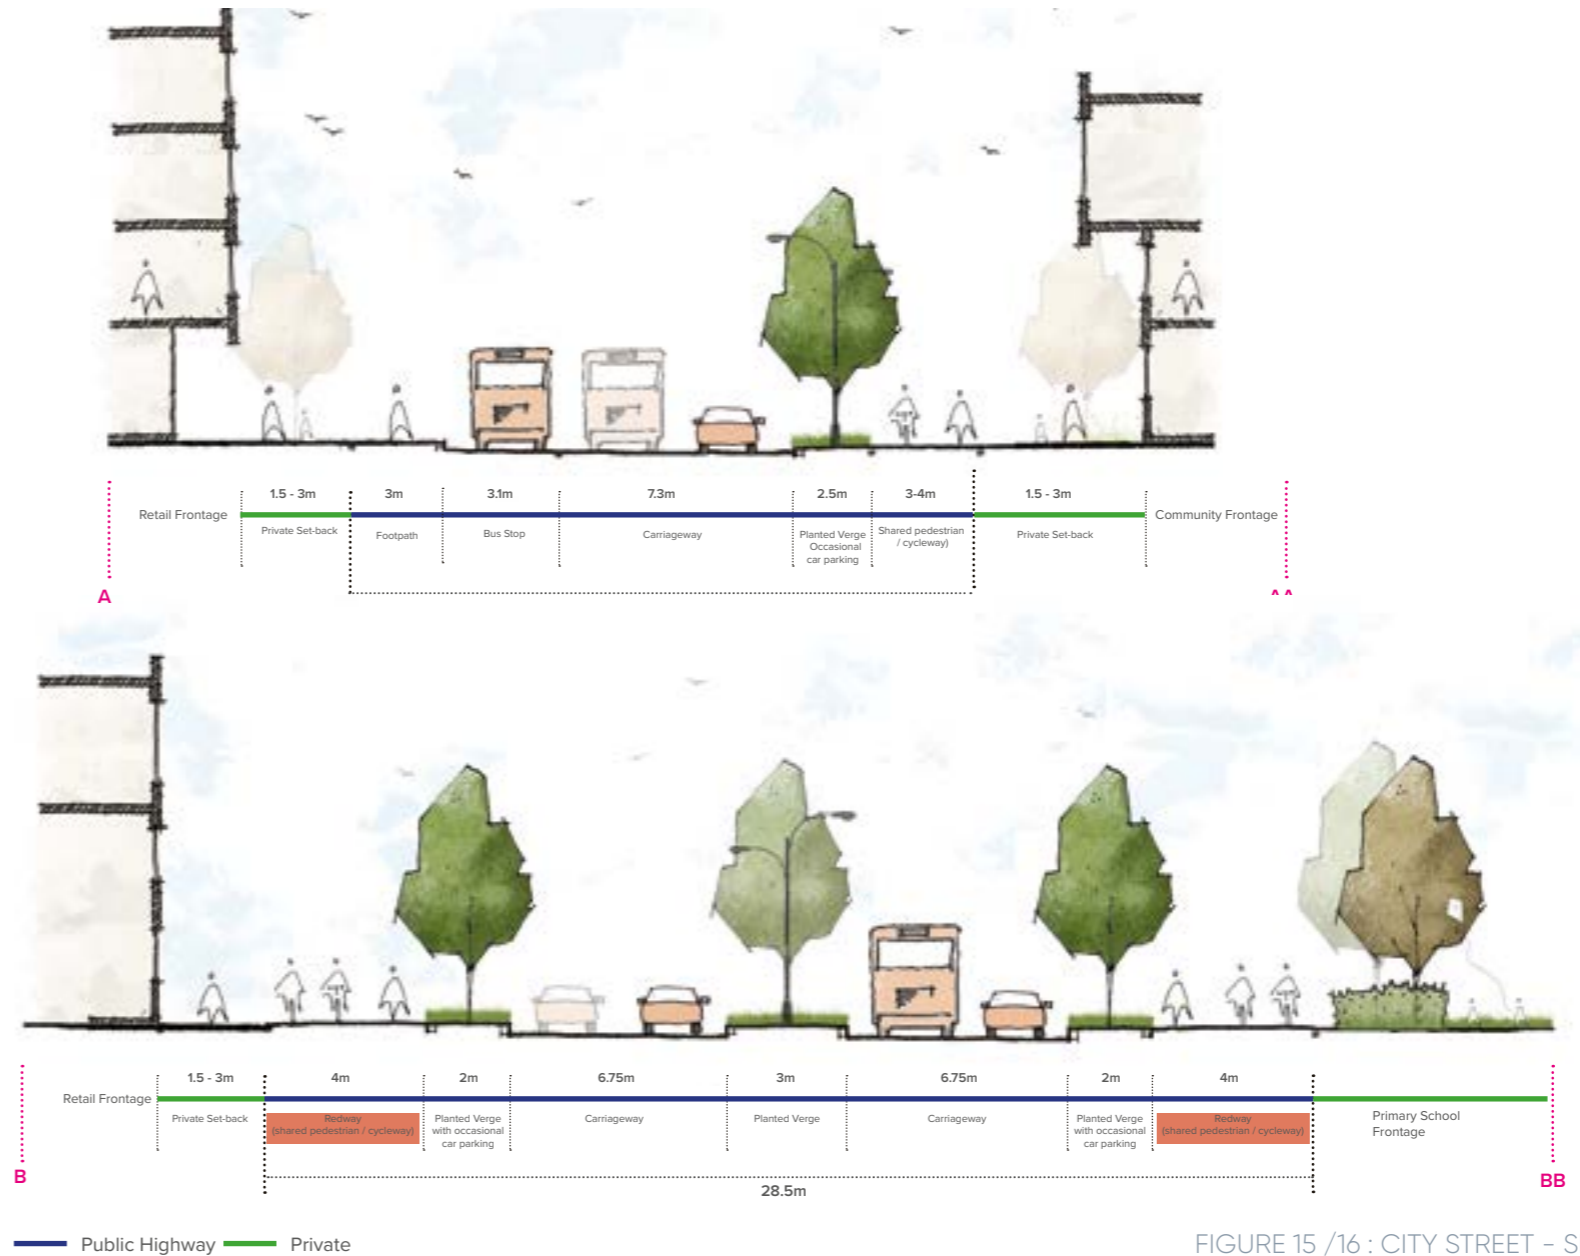 1.5 - 3m 3m 3.1m 7.3m 2.5m 3-4m 1.5 - 3m
Retail Frontage
Private Set-back
Footpath
Bus Stop
Carriageway
Planted Verge
Occasional
car parking
Shared pedestrian
/ cycleway)
Private Set-back
Community Frontage
A AA
1.5 - 3m 4m 2m 6.75m 3m 6.75m 2m 4m
Retail Frontage
Private Set-back
Redway
(shared pedestrian / cycleway)
Planted Verge
with occasional
car parking
Carriageway
Planted Verge
Carriageway
Planted Verge
with occasional
car parking
Redway
(shared pedestrian / cycleway)
Primary School
Frontage
B BB
28.5m
Public Highway Private
FIGURE 15 /16 : CITY STREET - S